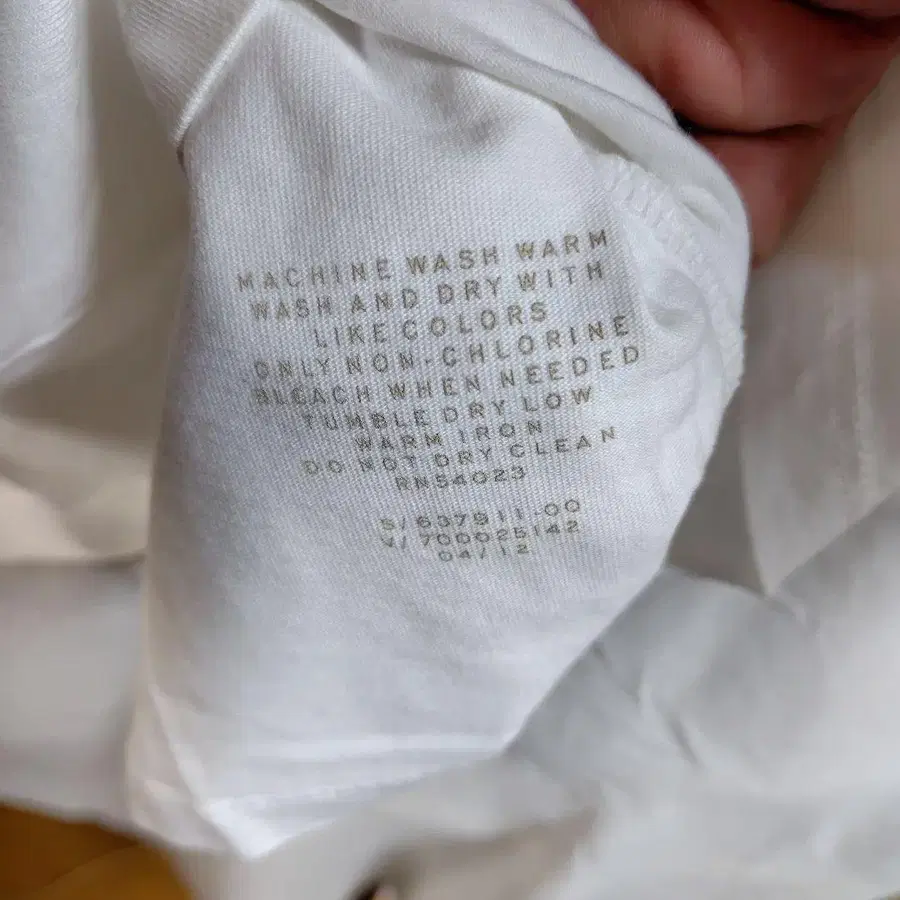 MACHINE WASH WARM
WASH AND DRY WITH
LIKE COLORS
ONLY NON-CHLORINE
BLEACH WHEN NEEDED
TUMBLE DRY LOW
WARM IRON
DO NOT DRY CLEAN
RN54023
S/637911-00
V/700025142
04/12